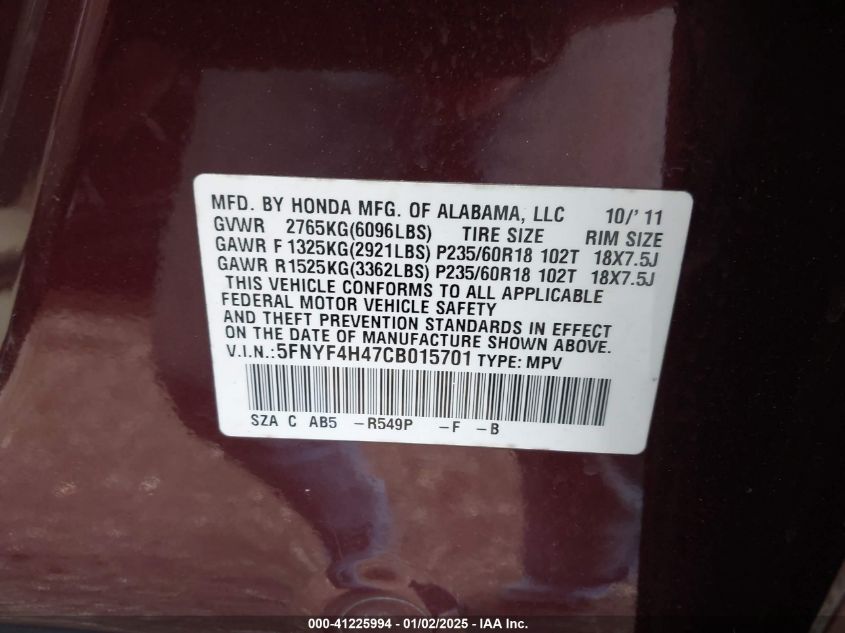 MFD. BY HONDA MFG. OF ALABAMA, LLC 10/'11
GVWR 2765KG(6096LBS) TIRE SIZE RIM SIZE
GAWR F 1325KG(2921LBS) P235/60R18 102T 18X7.5J
GAWR R 1525KG(3362LBS) P235/60R18 102T 18X7.5J
THIS VEHICLE CONFORMS TO ALL APPLICABLE
FEDERAL MOTOR VEHICLE SAFETY
AND THEFT PREVENTION STANDARDS IN EFFECT
ON THE DATE OF MANUFACTURE SHOWN ABOVE.
V.I.N.: 5FNYF4H47CB015701 TYPE: MPV
SZA C AB5 -R549P -F -B
000-41225994 - 01/02/2025 - IAA Inc.